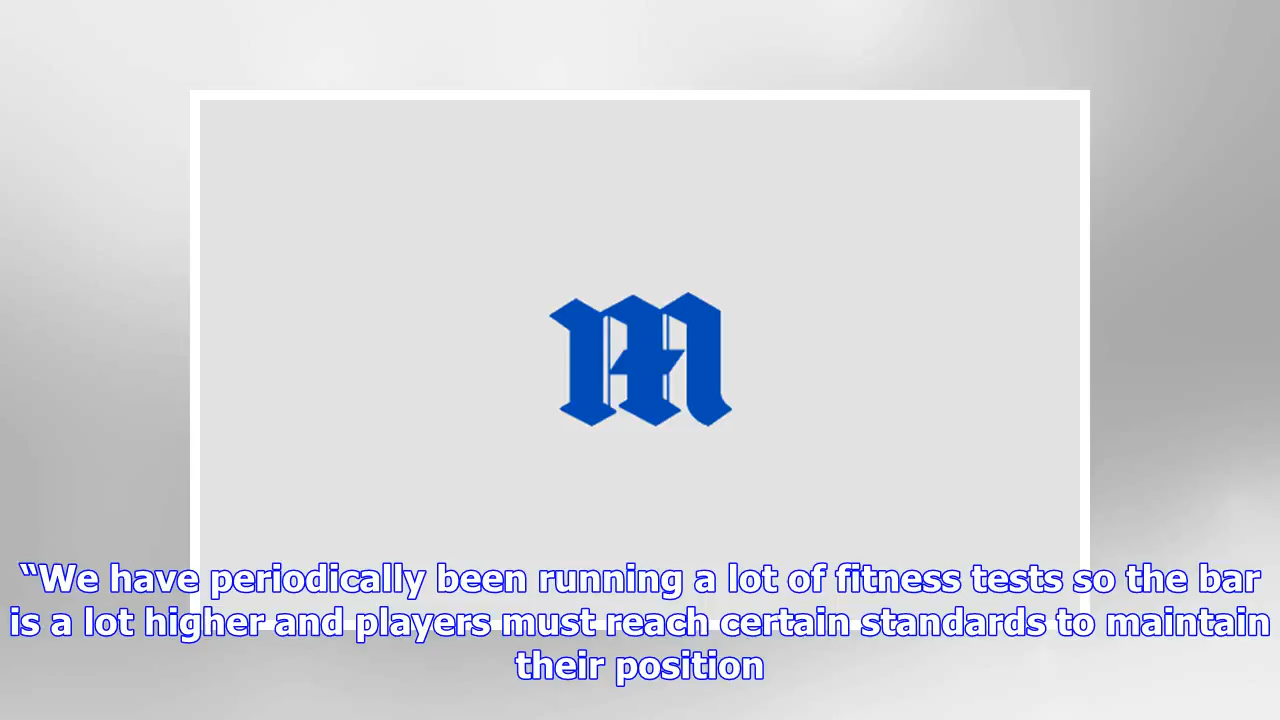 m
“We have periodically been running a lot of fitness tests so the bar
is a lot higher and players must reach certain standards to maintain
their position